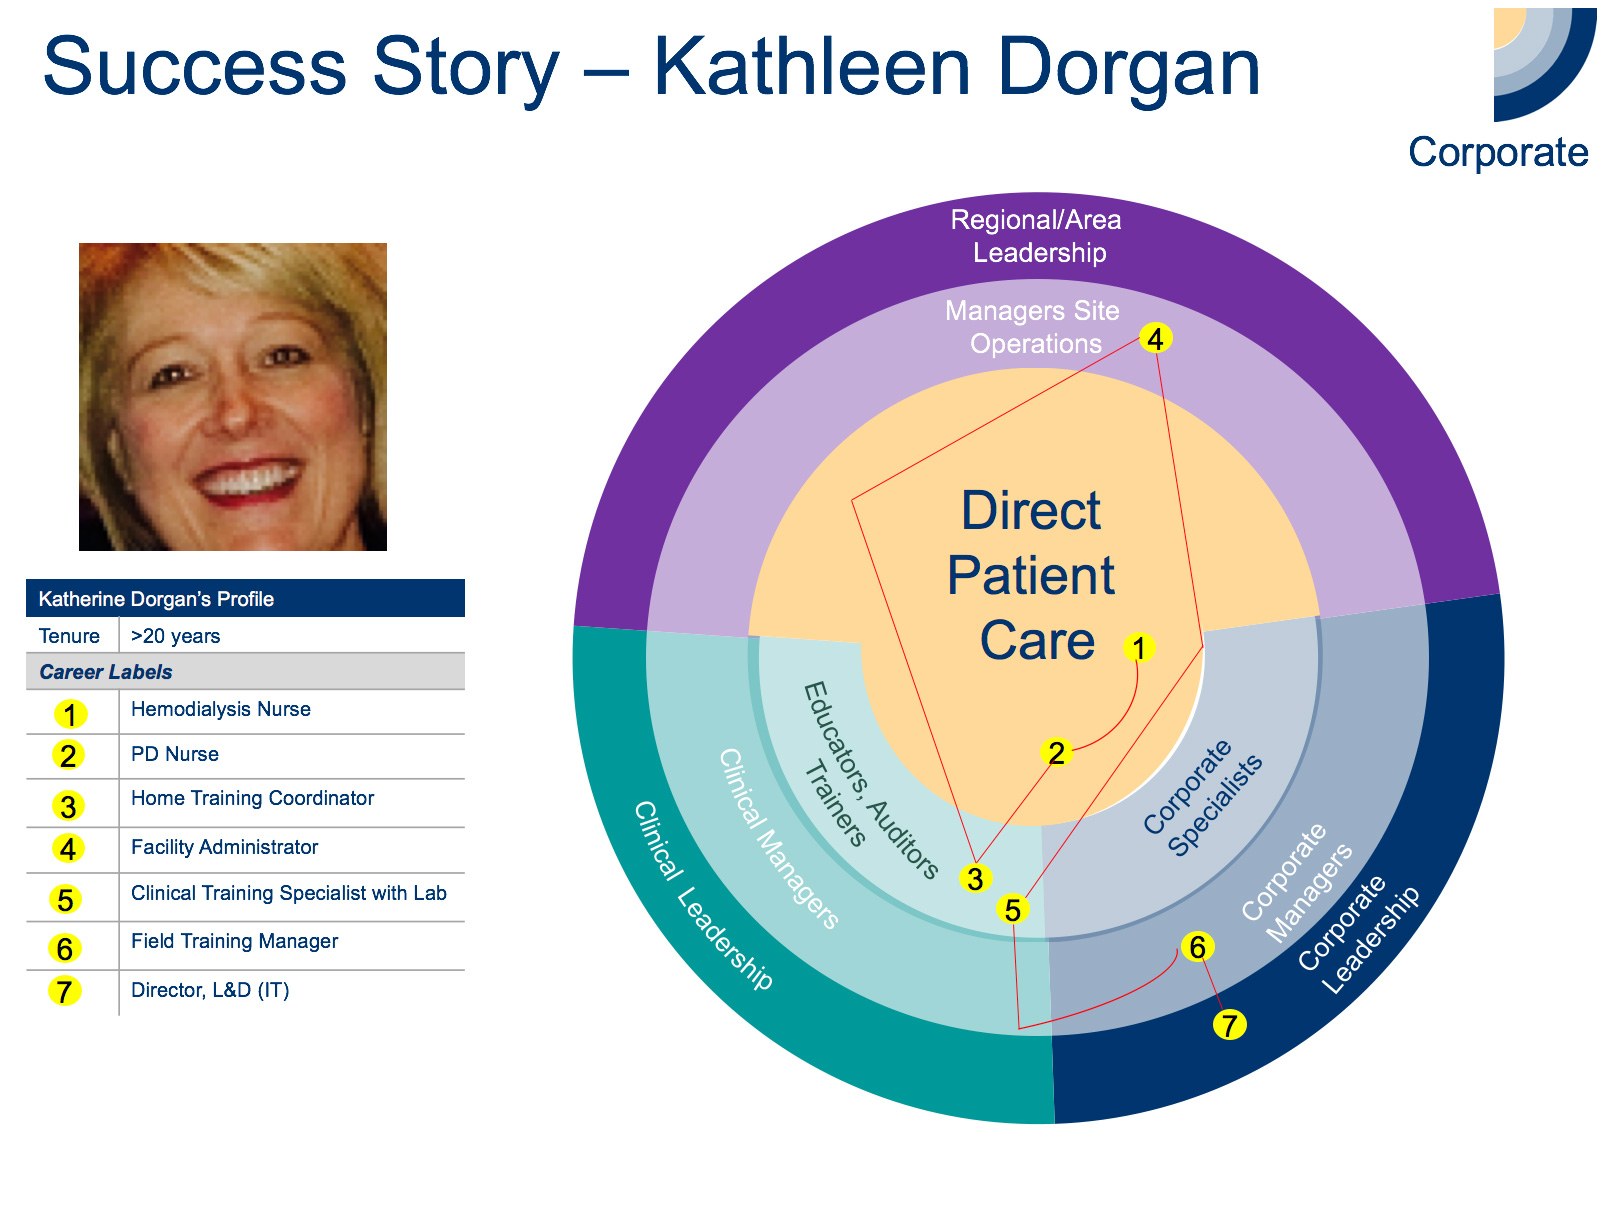 Success Story – Kathleen Dorgan
Corporate
Katherine Dorgan's Profile
Tenure >20 years
Career Labels
1 Hemodialysis Nurse
2 PD Nurse
3 Home Training Coordinator
4 Facility Administrator
5 Clinical Training Specialist with Lab
6 Field Training Manager
7 Director, L&D (IT)
Regional/Area
Leadership
Managers Site
Operations
4
Direct
Patient
Care
1
2
Educators, Auditors
Trainers
Clinical Managers
Clinical Leadership
3
5
Corporate
Specialists
Corporate
Managers
Corporate
Leadership
6
7